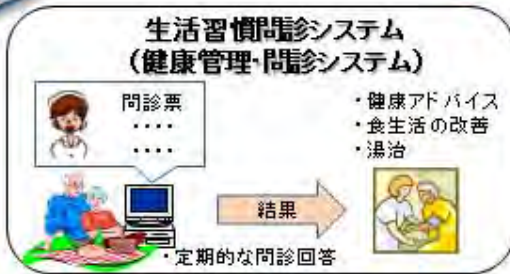 生活習慣問診システム
(健康管理・問診システム)
問診票
・・・・
・・・・
・健康アドバイス
・食生活の改善
・湯治
結果
・定期的な問診回答